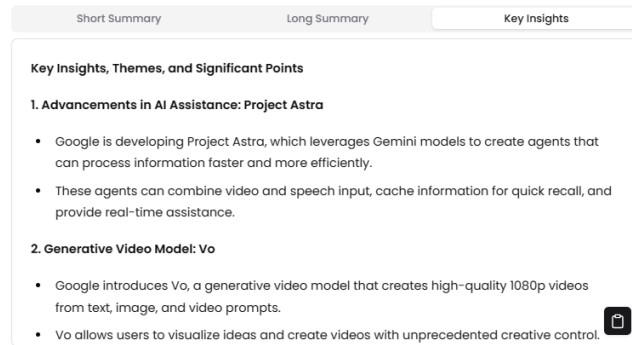 Short Summary
Long Summary
Key Insights
Key Insights, Themes, and Significant Points
1. Advancements in AI Assistance: Project Astra
• Google is developing Project Astra, which leverages Gemini models to create agents that
can process information faster and more efficiently.
• These agents can combine video and speech input, cache information for quick recall, and
provide real-time assistance.
2. Generative Video Model: Vo
• Google introduces Vo, a generative video model that creates high-quality 1080p videos
from text, image, and video prompts.
• Vo allows users to visualize ideas and create videos with unprecedented creative control.